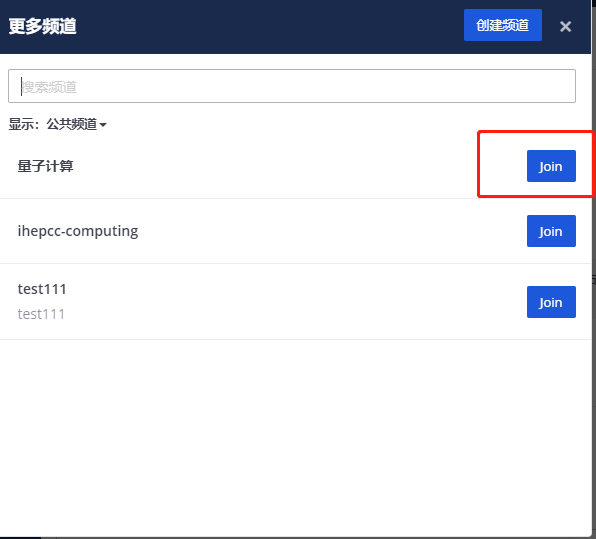 更多频道
创建频道 ×
搜索频道
显示：公共频道
量子计算
Join
ihepcc-computing
Join
test111
test111
Join